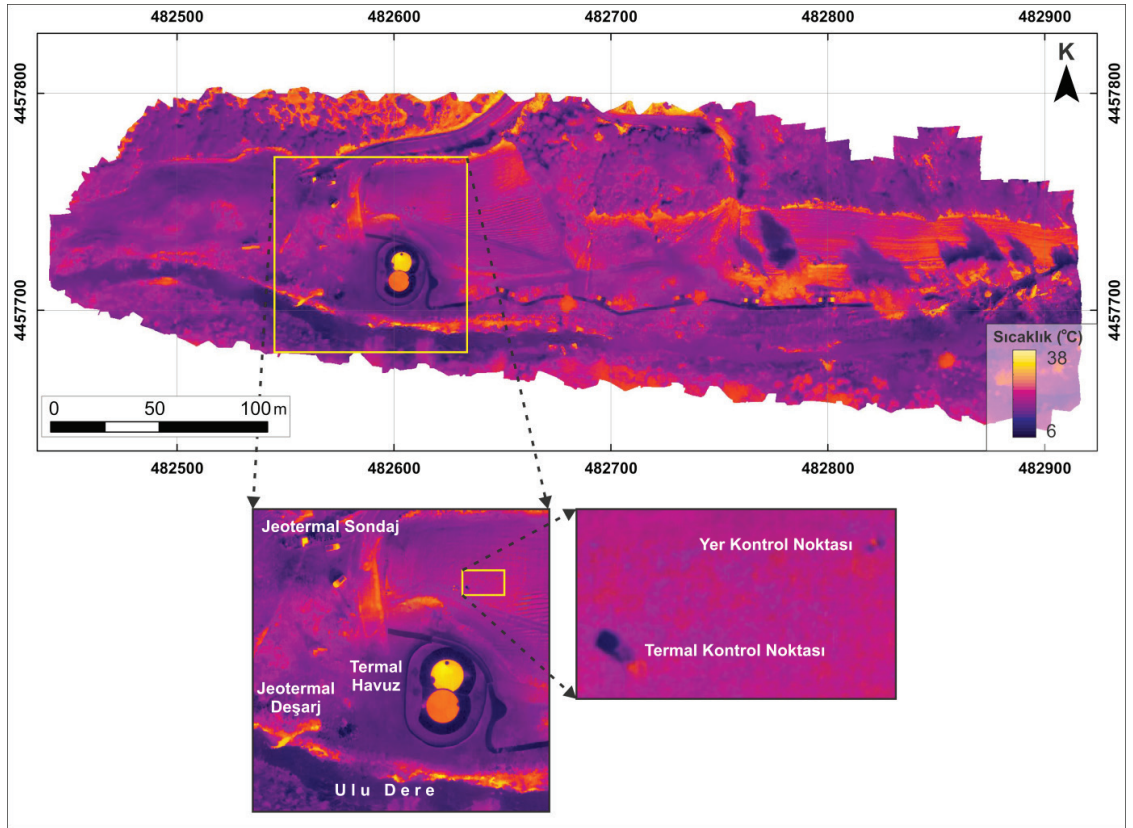 482500 482600 482700 482800 482900
K
4457800 4457800
4457700 4457700
Sıcaklık (°C)
38
6
0 50 100 m
482500 482600 482700 482800 482900
Jeotermal Sondaj
Termal
Havuz
Jeotermal
Deşarj
Ulu Dere
Yer Kontrol Noktası
Termal Kontrol Noktası